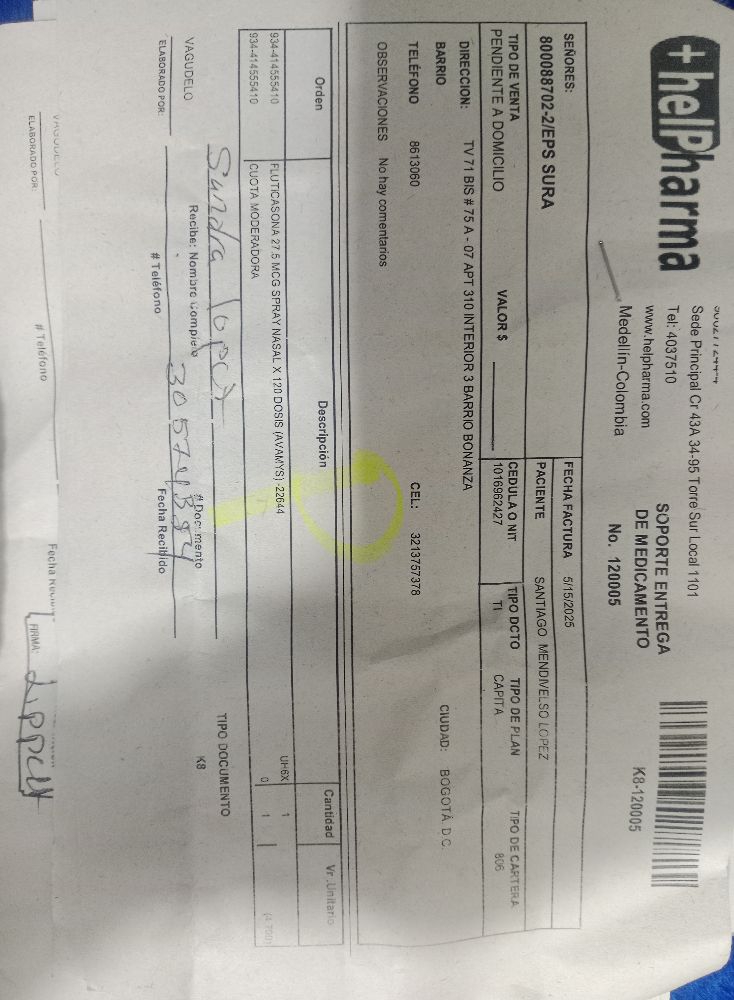 +helPharma
Sede Principal Cr 43A 34-95 Torre Sur Local 1101
Tel: 4037510
www.helpharma.com
Medellín-Colombia
SOPORTE ENTREGA
DE MEDICAMENTO
No. 120005
K8-120005
SEÑORES:
800088702-2/EPS SURA
FECHA FACTURA 5/15/2025
PACIENTE SANTIAGO MENDIVELSO LOPEZ
TIPO DE VENTA VALOR $ CEDULA O NIT TIPO DCTO TIPO DE PLAN TIPO DE CARTERA
PENDIENTE A DOMICILIO 1016962427 TI CAPITA 806
DIRECCION: TV 71 BIS # 75 A - 07 APT 310 INTERIOR 3 BARRIO BONANZA
BARRIO CIUDAD: BOGOTÁ D.C.
TELÉFONO 8613060 CEL: 3213757378
OBSERVACIONES No hay comentarios
Orden Descripción Cantidad Vr .Unitario
934-414555410 FLUTICASONA 27.5 MCG SPRAY NASAL X 120 DOSIS (AVAMYS) -22644 UH6X 1
934-414555410 CUOTA MODERADORA 0 1
TIPO DOCUMENTO
K8
Sandra Lopez
VAGUDELO Recibe: Nombre Completo #Documento
ELABORADO POR: # Teléfono Fecha Recibido
VAGUDELO
ELABORADO POR: # Teléfono
FIRMA: